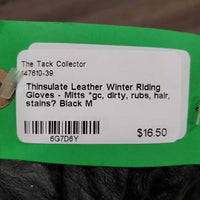 The Tack Collector
147610-39
Thinsulate Leather Winter Riding
Gloves - Mitts *gc, dirty, rubs, hair,
stains? Black M
$16.50
6G7D6Y